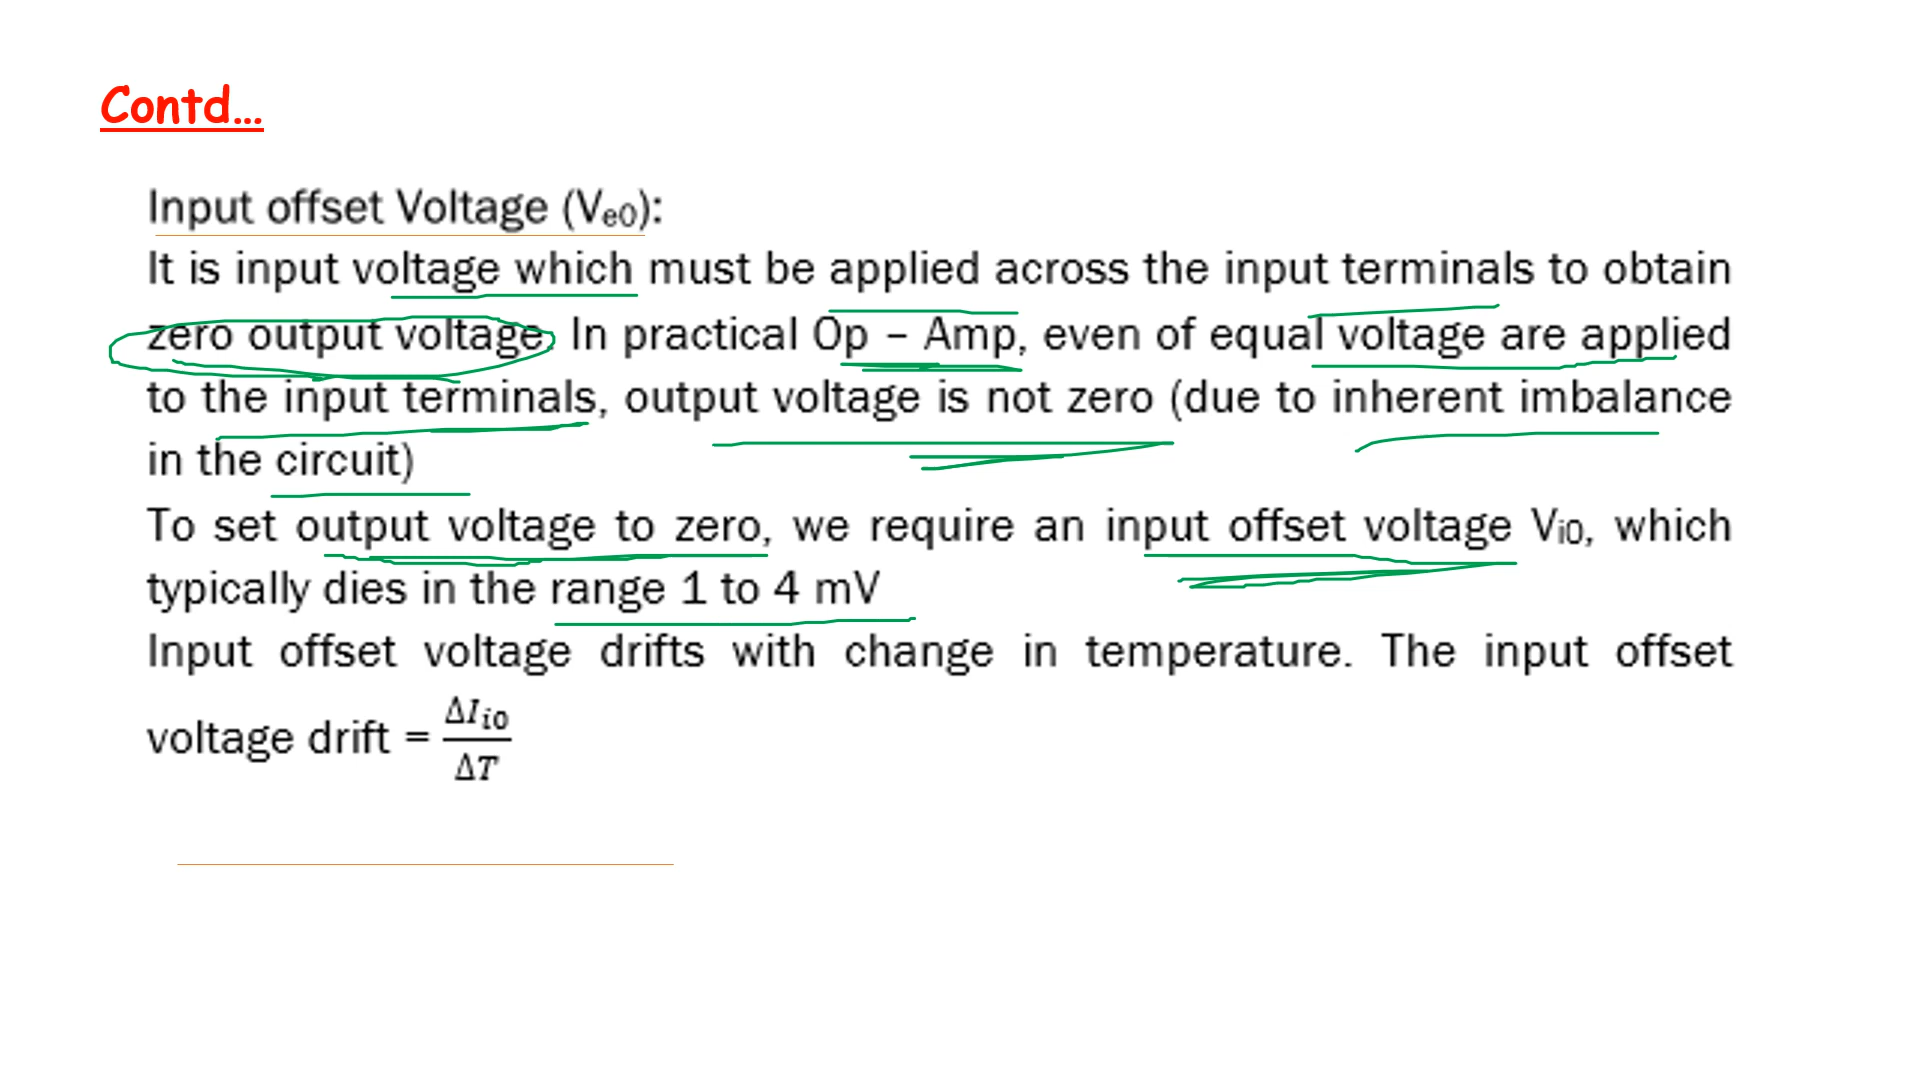 Contd...
Input offset Voltage (Ve0):
It is input voltage which must be applied across the input terminals to obtain
zero output voltage. In practical Op – Amp, even of equal voltage are applied
to the input terminals, output voltage is not zero (due to inherent imbalance
in the circuit)
To set output voltage to zero, we require an input offset voltage Vi0, which
typically dies in the range 1 to 4 mV
Input offset voltage drifts with change in temperature. The input offset
voltage drift = ΔIi0/ΔT